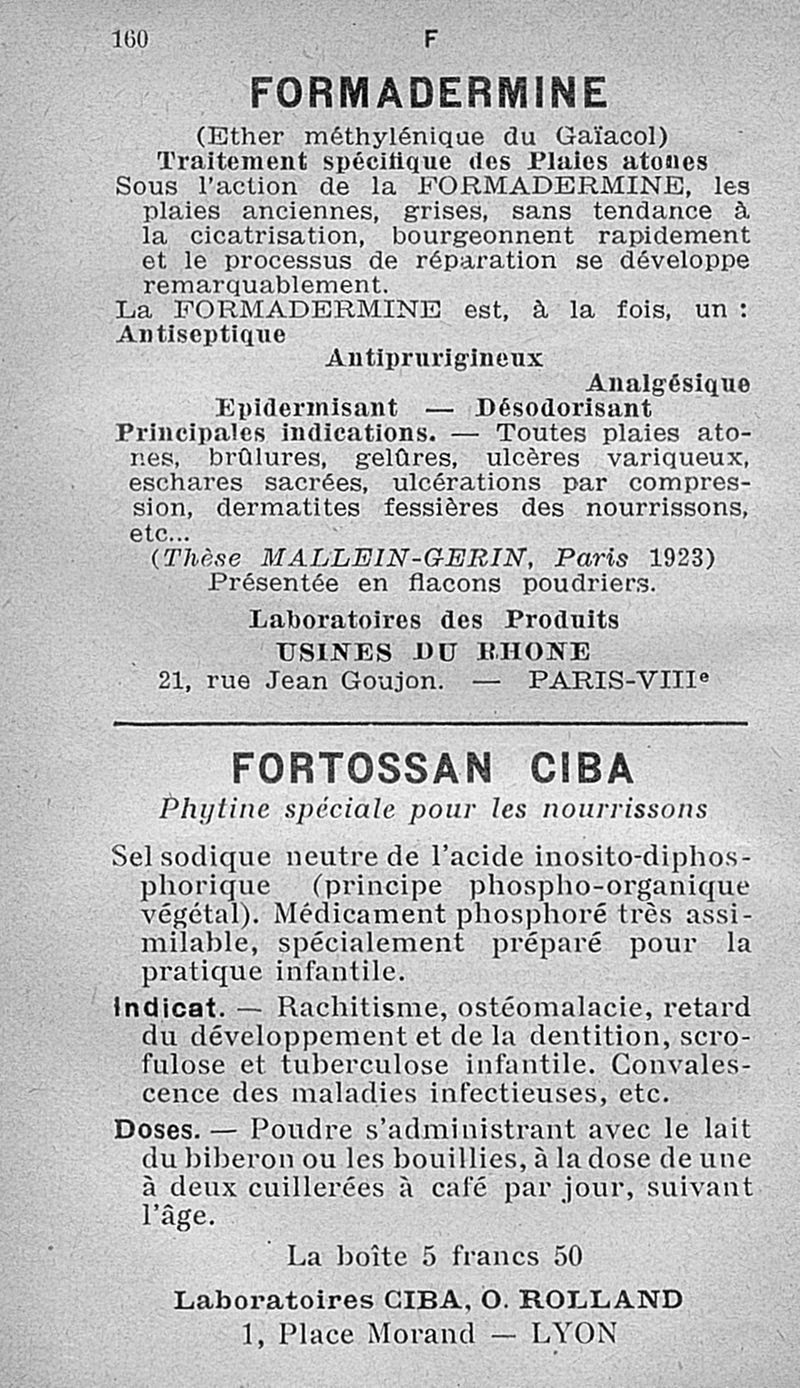 160
F
FORMADERMINE
(Ether méthylénique du Gaïacol)
Traitement spécifique des Plaies atones
Sous l'action de la FORMADERMINE, les
plaies anciennes, grises, sans tendance à
la cicatrisation, bourgeonnent rapidement
et le processus de réparation se développe
remarquablement.
La FORMADERMINE est, à la fois, un :
Antiseptique
Antiprurigineux
Analgésique
Epidermisant — Désodorisant
Principales indications. — Toutes plaies ato-
nes, brûlures, gelûres, ulcères variqueux,
eschares sacrées, ulcérations par compres-
sion, dermatites fessières des nourrissons,
etc...
(Thèse MALLEIN-GERIN, Paris 1923)
Présentée en flacons poudriers.
Laboratoires des Produits
USINES DU RHONE
21, rue Jean Goujon. — PARIS-VIIIe
FORTOSSAN CIBA
Phytine spéciale pour les nourrissons
Sel sodique neutre de l'acide inosito-diphos-
phorique (principe phospho-organique
végétal). Médicament phosphoré très assi-
milable, spécialement préparé pour la
pratique infantile.
Indicat. — Rachitisme, ostéomalacie, retard
du développement et de la dentition, scro-
fulose et tuberculose infantile. Convales-
cence des maladies infectieuses, etc.
Doses. — Poudre s'administrant avec le lait
du biberon ou les bouillies, à la dose de une
à deux cuillerées à café par jour, suivant
l'âge.
La boîte 5 francs 50
Laboratoires CIBA, O. ROLLAND
1, Place Morand — LYON